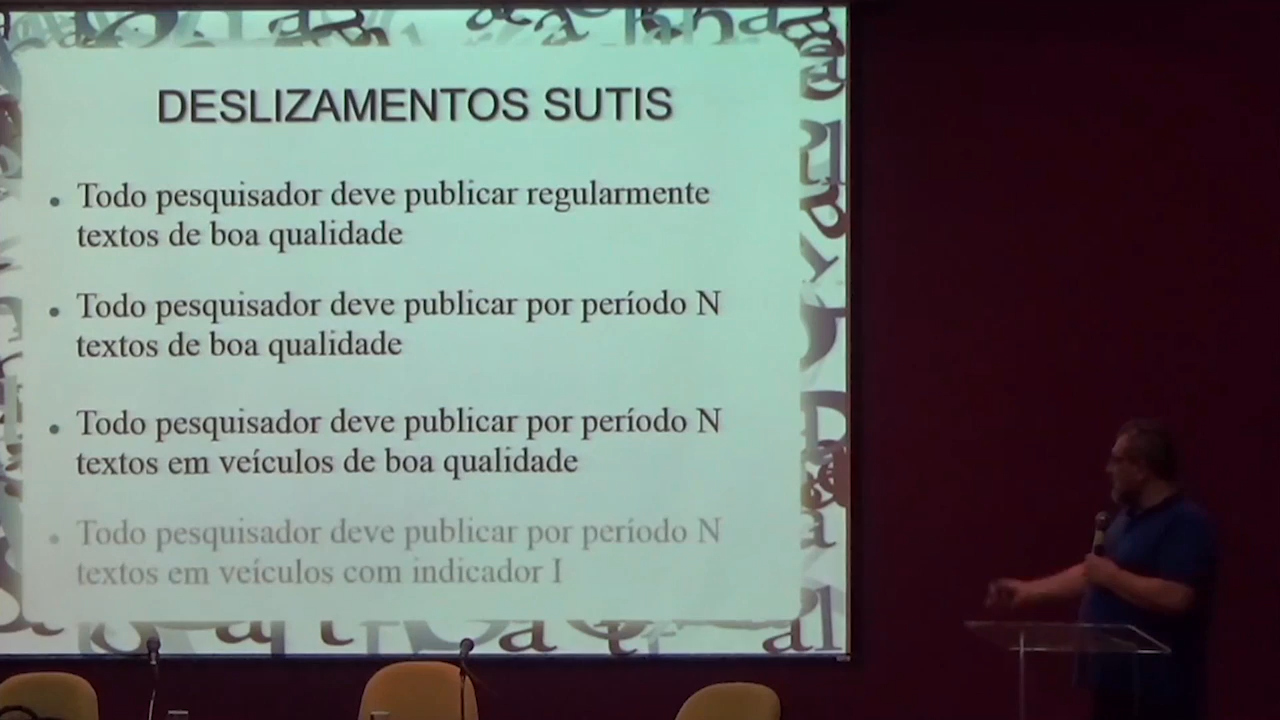 DESLIZAMENTOS SUTIS
• Todo pesquisador deve publicar regularmente
textos de boa qualidade
• Todo pesquisador deve publicar por período N
textos de boa qualidade
• Todo pesquisador deve publicar por período N
textos em veículos de boa qualidade
• Todo pesquisador deve publicar por período N
textos em veículos com indicador I